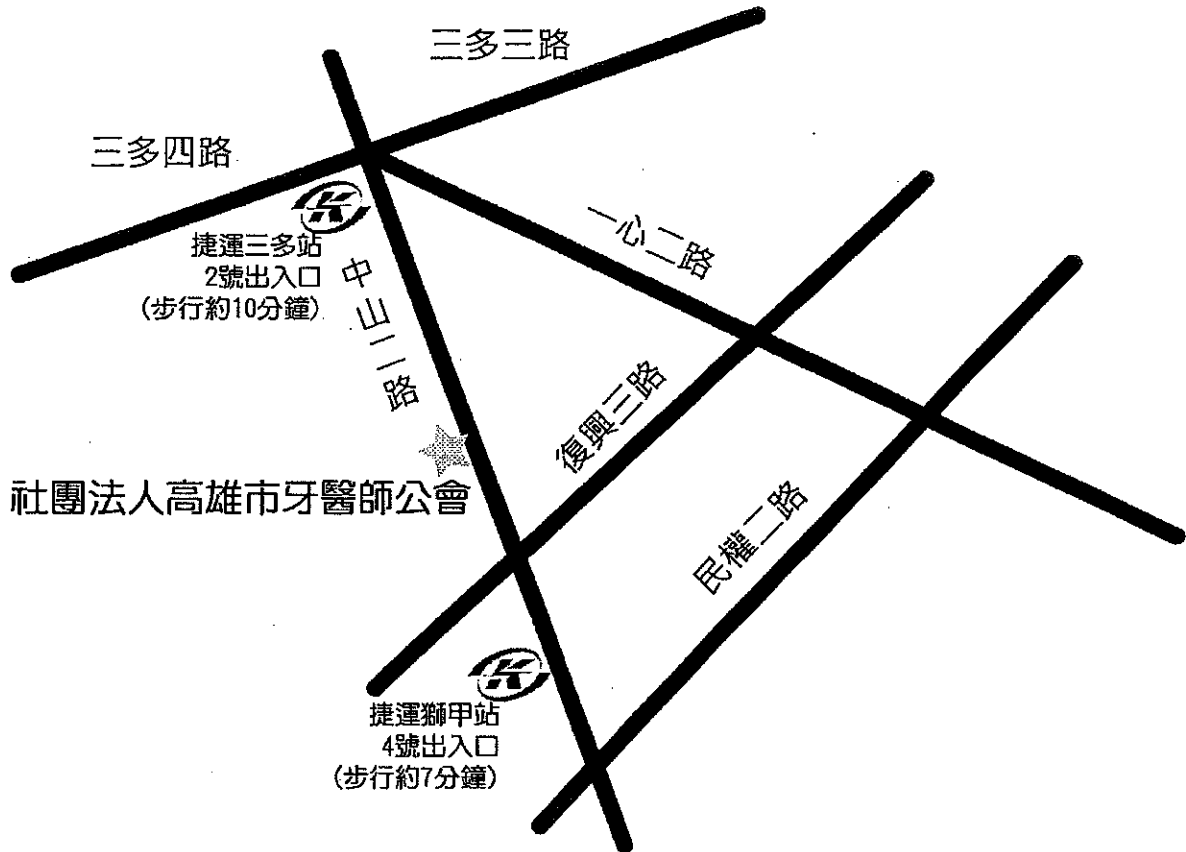 三多三路
三多四路
捷運三多站
2號出入口
(步行約10分鐘)
中山二路
一心二路
復興三路
社團法人高雄市牙醫師公會
民權二路
捷運獅甲站
4號出入口
(步行約7分鐘)